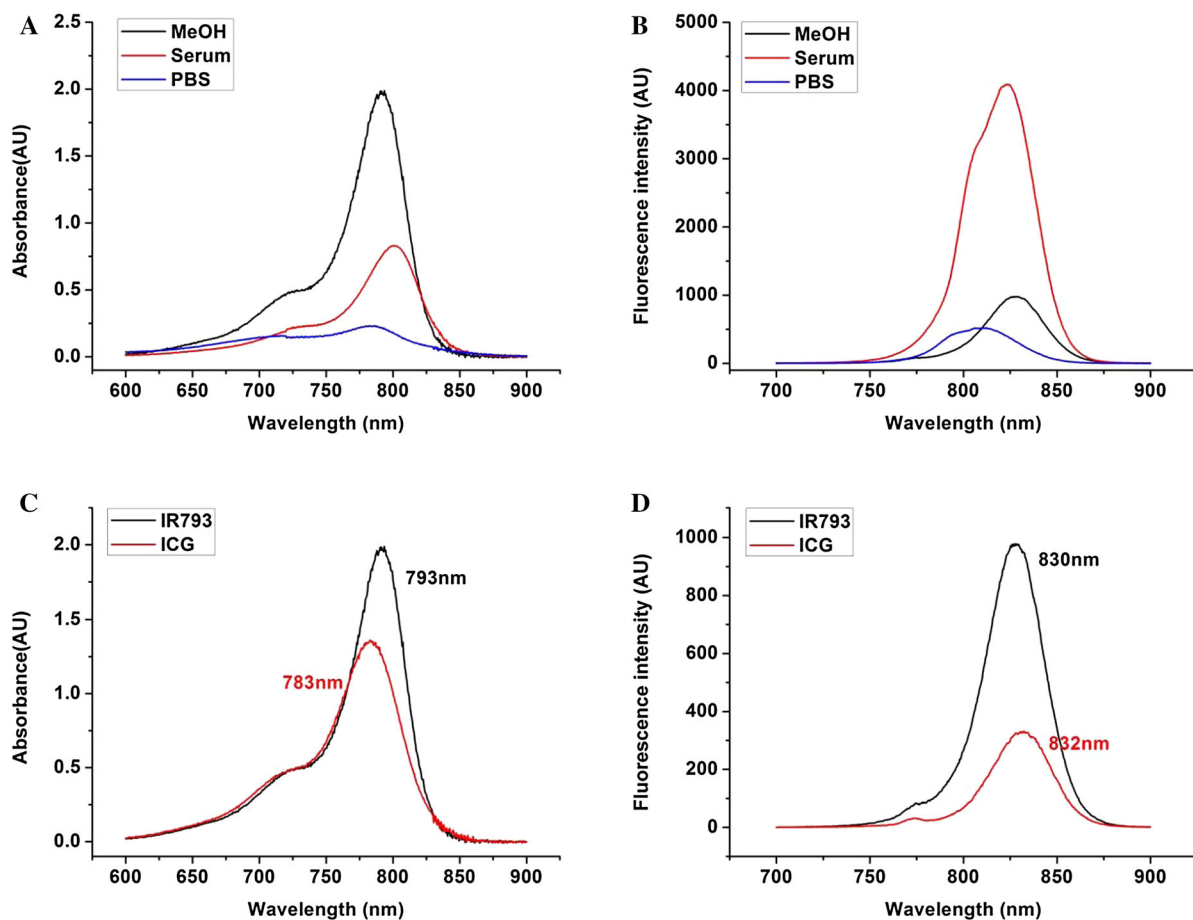 A
MeOH
Serum
PBS
Absorbance(AU)
2.5
2.0
1.5
1.0
0.5
0.0
600 650 700 750 800 850 900
Wavelength (nm)
B
MeOH
Serum
PBS
Fluorescence intensity (AU)
5000
4000
3000
2000
1000
0
700 750 800 850 900
Wavelength (nm)
C
IR793
ICG
793nm
783nm
Absorbance(AU)
2.0
1.5
1.0
0.5
0.0
600 650 700 750 800 850 900
Wavelength (nm)
D
IR793
ICG
830nm
832nm
Fluorescence intensity (AU)
1000
800
600
400
200
0
700 750 800 850 900
Wavelength (nm)